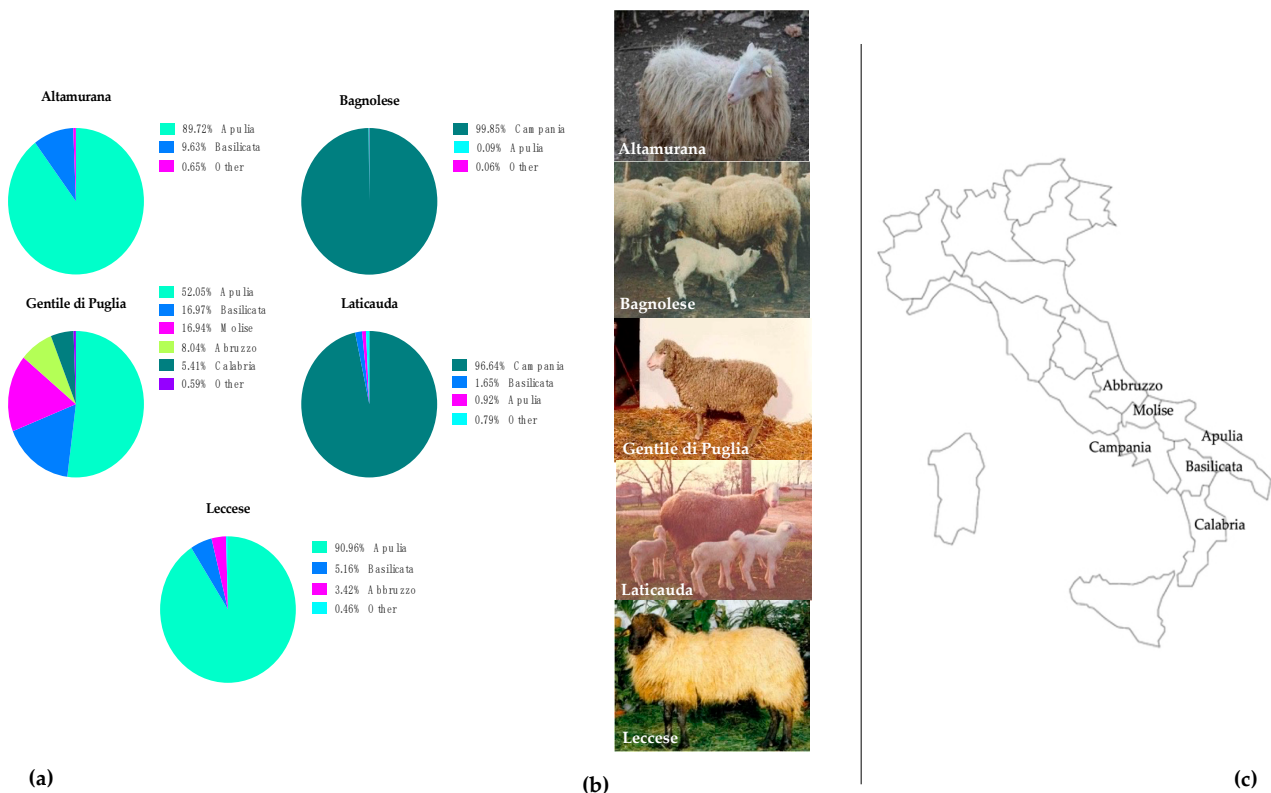 Altamurana
89.72% Apulia
9.63% Basilicata
0.65% Other
Bagnolese
99.85% Campania
0.09% Apulia
0.06% Other
Gentile di Puglia
52.05% Apulia
16.97% Basilicata
16.94% Molise
8.04% Abruzzo
5.41% Calabria
0.59% Other
Laticauda
96.64% Campania
1.65% Basilicata
0.92% Apulia
0.79% Other
Leccese
90.96% Apulia
5.16% Basilicata
3.42% Abbruzzo
0.46% Other
(a)
Altamurana
Bagnolese
Gentile di Puglia
Laticauda
Leccese
(b)
Abbruzzo
Molise
Apulia
Campania
Basilicata
Calabria
(c)